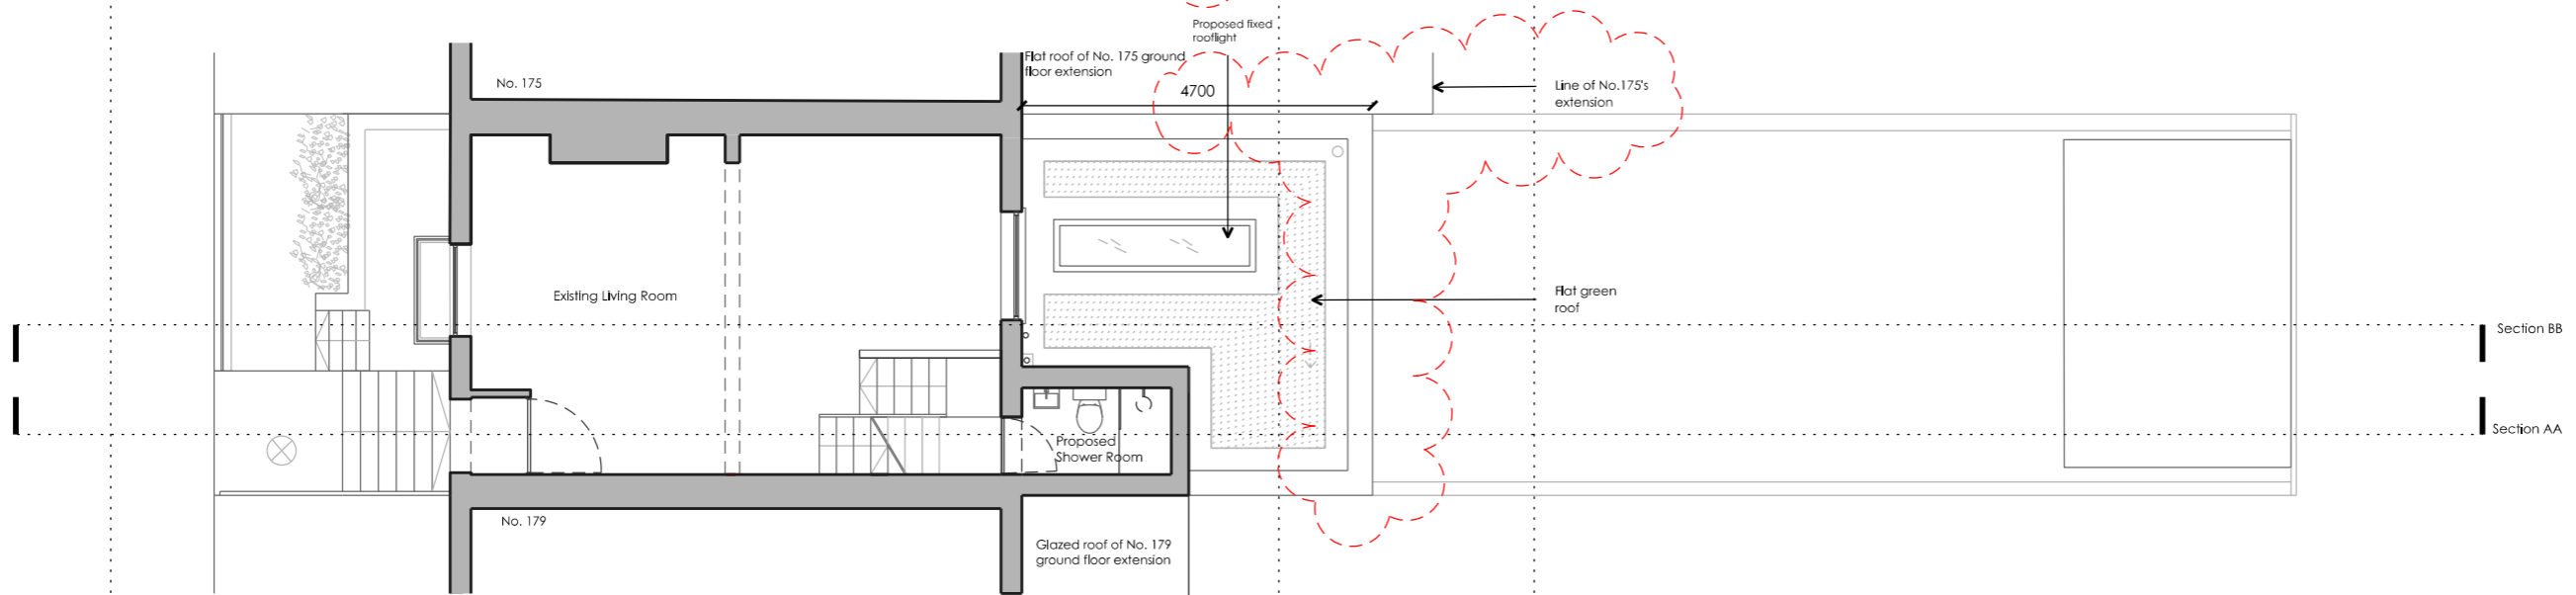 Proposed fixed
rooflight
Flat roof of No. 175 ground
floor extension
No. 175
4700
Line of No.175's
extension
Existing Living Room
Flat green
roof
Section BB
Section AA
Proposed
Shower Room
No. 179
Glazed roof of No. 179
ground floor extension